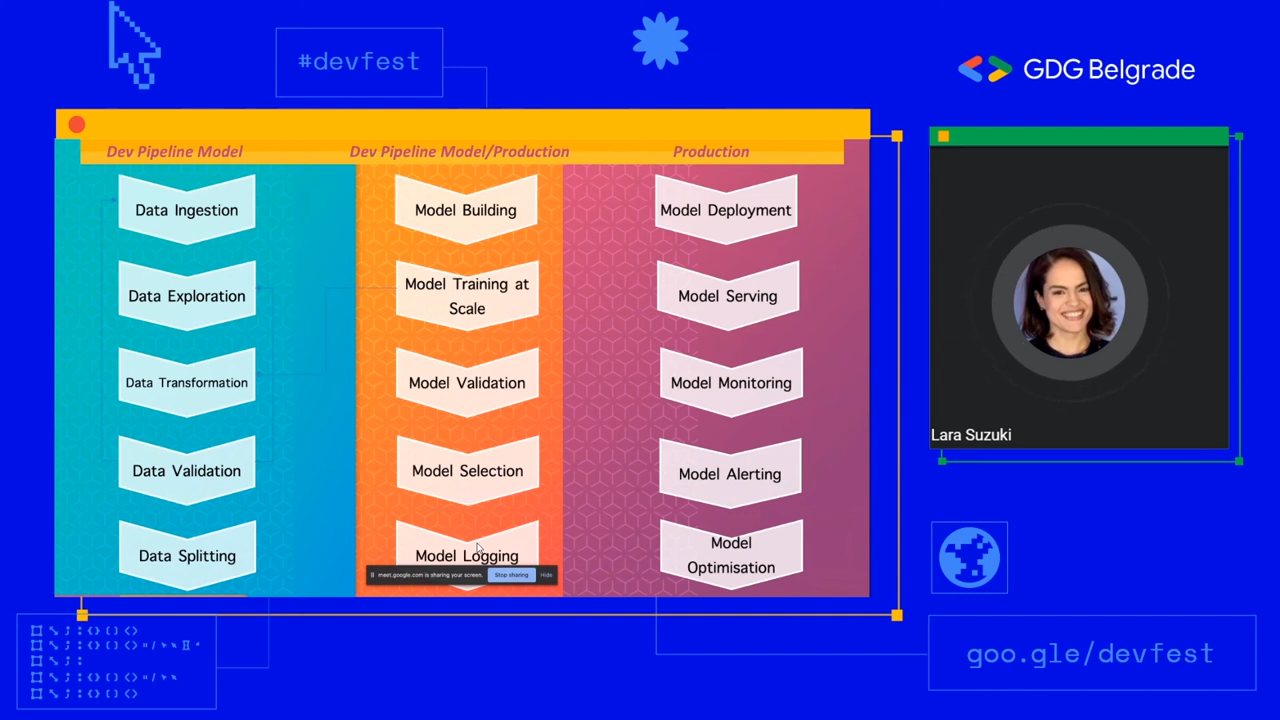 #devfest
GDG Belgrade
Dev Pipeline Model
Dev Pipeline Model/Production
Production
Data Ingestion
Data Exploration
Data Transformation
Data Validation
Data Splitting
Model Building
Model Training at
Scale
Model Validation
Model Selection
Model Logging
meet.google.com is sharing your screen.
Stop sharing
Hide
Model Deployment
Model Serving
Model Monitoring
Model Alerting
Model
Optimisation
Lara Suzuki
goo.gle/devfest